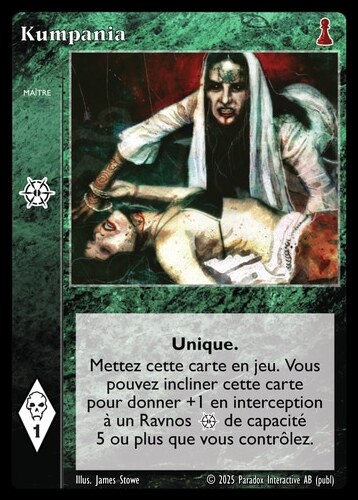 Kumpania
MAÎTRE
Unique.
Mettez cette carte en jeu. Vous
pouvez incliner cette carte
pour donner +1 en interception
à un Ravnos de capacité
5 ou plus que vous contrôlez.
1
Illus. James Stowe © 2025 Paradox Interactive AB (publ)